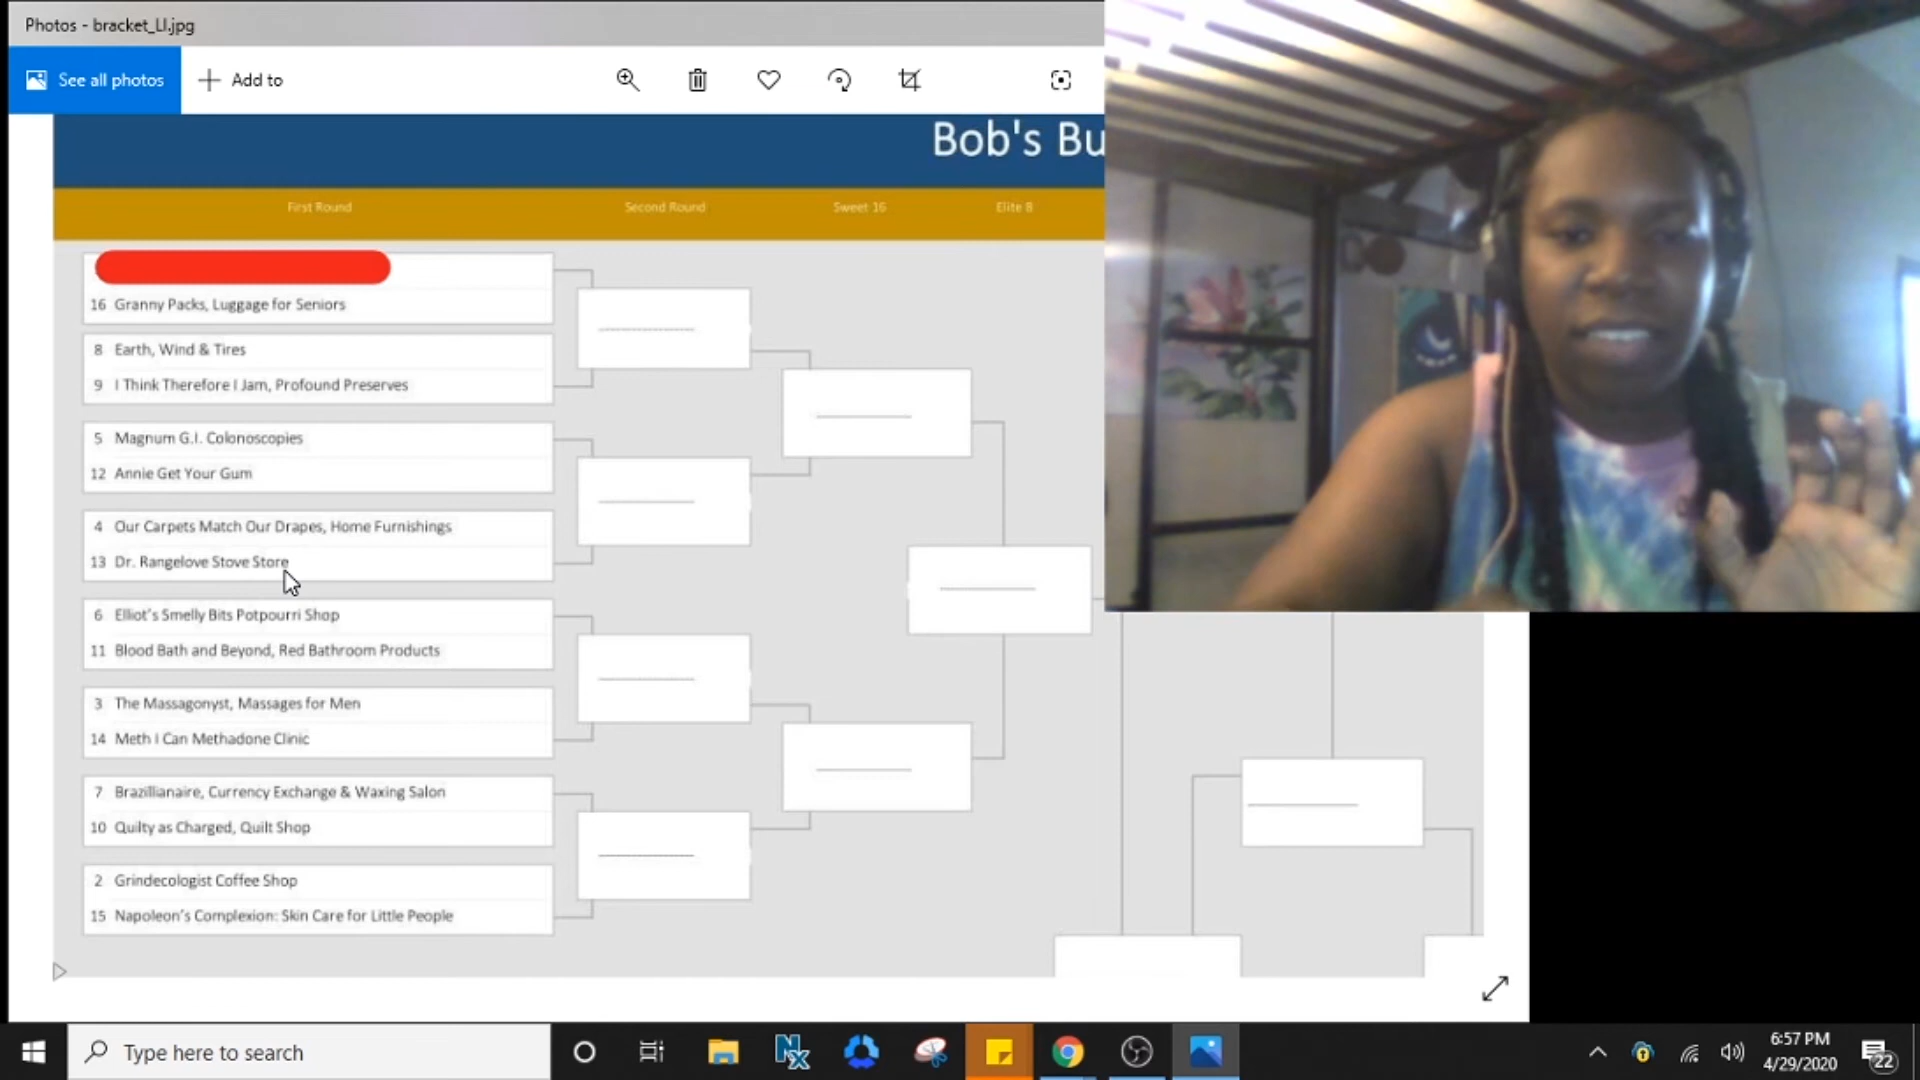 Photos - bracket_LI.jpg
See all photos
Add to
Bob's Bu
First Round
Second Round
Sweet 16
Elite 8
16 Granny Packs, Luggage for Seniors
8 Earth, Wind & Tires
9 I Think Therefore I Jam, Profound Preserves
5 Magnum G.I. Colonoscopies
12 Annie Get Your Gum
4 Our Carpets Match Our Drapes, Home Furnishings
13 Dr. Rangelove Stove Store
6 Elliot's Smelly Bits Potpourri Shop
11 Blood Bath and Beyond, Red Bathroom Products
3 The Massagonyst, Massages for Men
14 Meth I Can Methadone Clinic
7 Brazillianaire, Currency Exchange & Waxing Salon
10 Quilty as Charged, Quilt Shop
2 Grindecologist Coffee Shop
15 Napoleon's Complexion: Skin Care for Little People
Type here to search
6:57 PM
4/29/2020
22